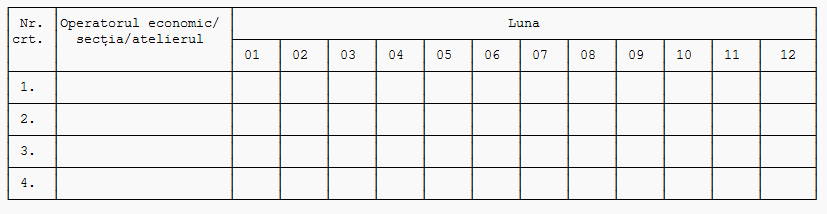 Nr. Operatorul economic/ Luna
crt. secția/atelierul
01 02 03 04 05 06 07 08 09 10 11 12
1.
2.
3.
4.